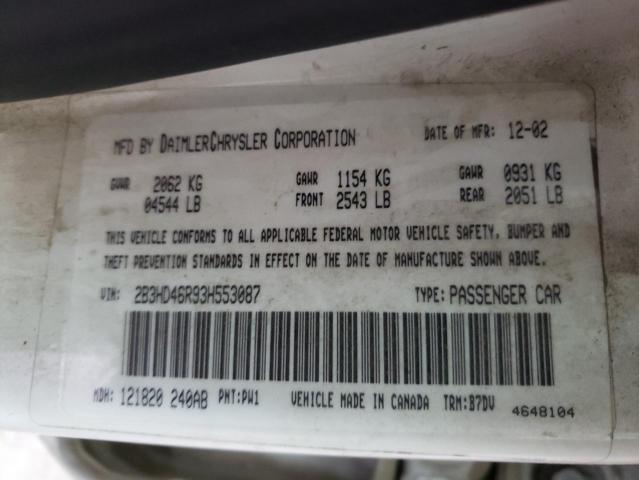 MFD BY DAIMLERCHRYSLER CORPORATION DATE OF MFR: 12-02
GVWR 2062 KG GAWR 1154 KG GAWR 0931 KG
04544 LB FRONT 2543 LB REAR 2051 LB
THIS VEHICLE CONFORMS TO ALL APPLICABLE FEDERAL MOTOR VEHICLE SAFETY, BUMPER AND
THEFT PREVENTION STANDARDS IN EFFECT ON THE DATE OF MANUFACTURE SHOWN ABOVE.
VIN: 2B3HD46R93H553087 TYPE: PASSENGER CAR
MDH: 121820 240AB PNT: PW1 VEHICLE MADE IN CANADA TRM: B7DV
4648104